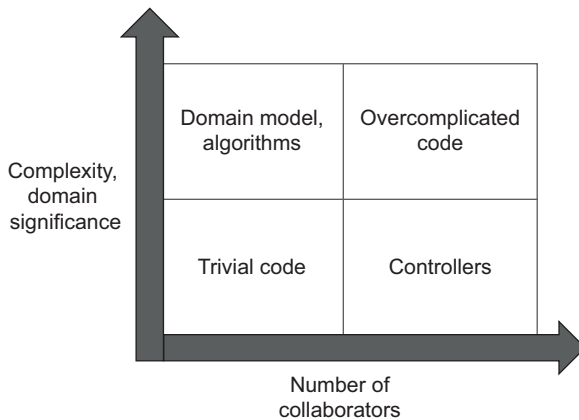 Domain model,
algorithms
Overcomplicated
code
Complexity,
domain
significance
Trivial code
Controllers
Number of
collaborators